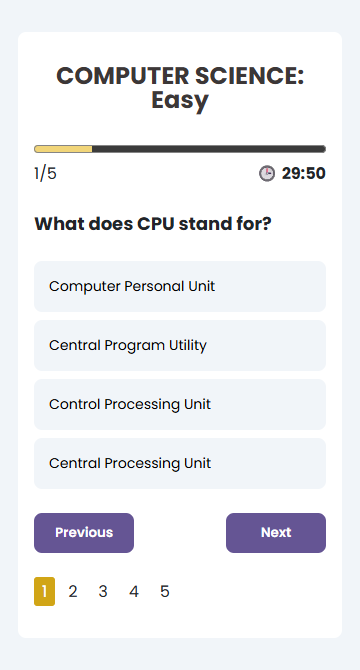 COMPUTER SCIENCE:
Easy
1/5
29:50
What does CPU stand for?
Computer Personal Unit
Central Program Utility
Control Processing Unit
Central Processing Unit
Previous Next
1 2 3 4 5